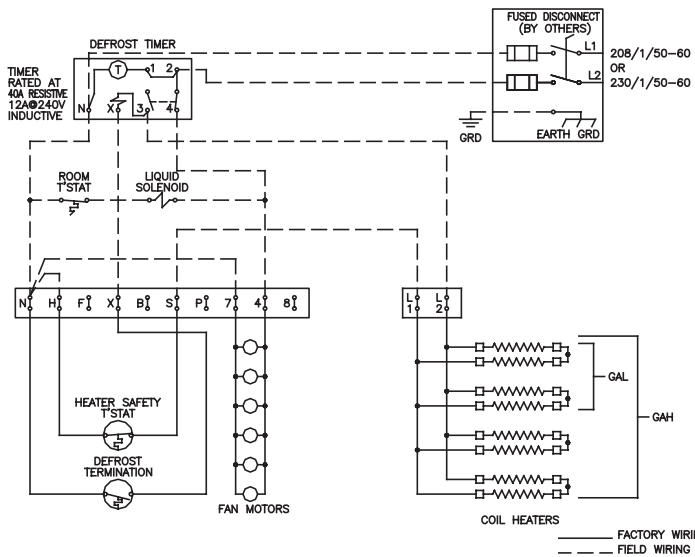 FUSED DISCONNECT
(BY OTHERS)
DEFROST TIMER
L1
208/1/50-60
OR
L2
230/1/50-60
TIMER
RATED AT
40A RESISTIVE
12A@240V
INDUCTIVE
T
1
2
N
X
3
4
GRD
EARTH GRD
ROOM
T'STAT
LIQUID
SOLENOID
N
H
F
X
B
S
P
7
4
8
L
1
L
2
GAL
GAH
HEATER SAFETY
T'STAT
DEFROST
TERMINATION
FAN MOTORS
COIL HEATERS
FACTORY WIRI
FIELD WIRING